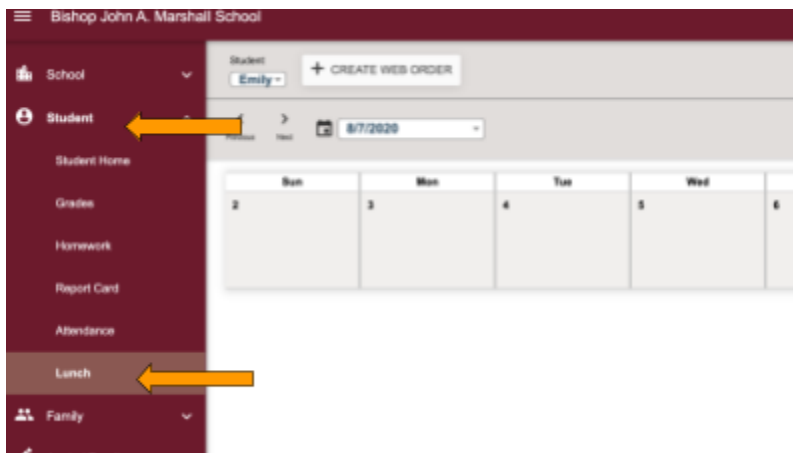 Bishop John A. Marshall School
School
Student
Student Home
Grades
Homework
Report Card
Attendance
Lunch
Family
Student
Emily
+ CREATE WEB ORDER
Previous
Next
8/7/2020
Sun Mon Tue Wed
2 3 4 5 6